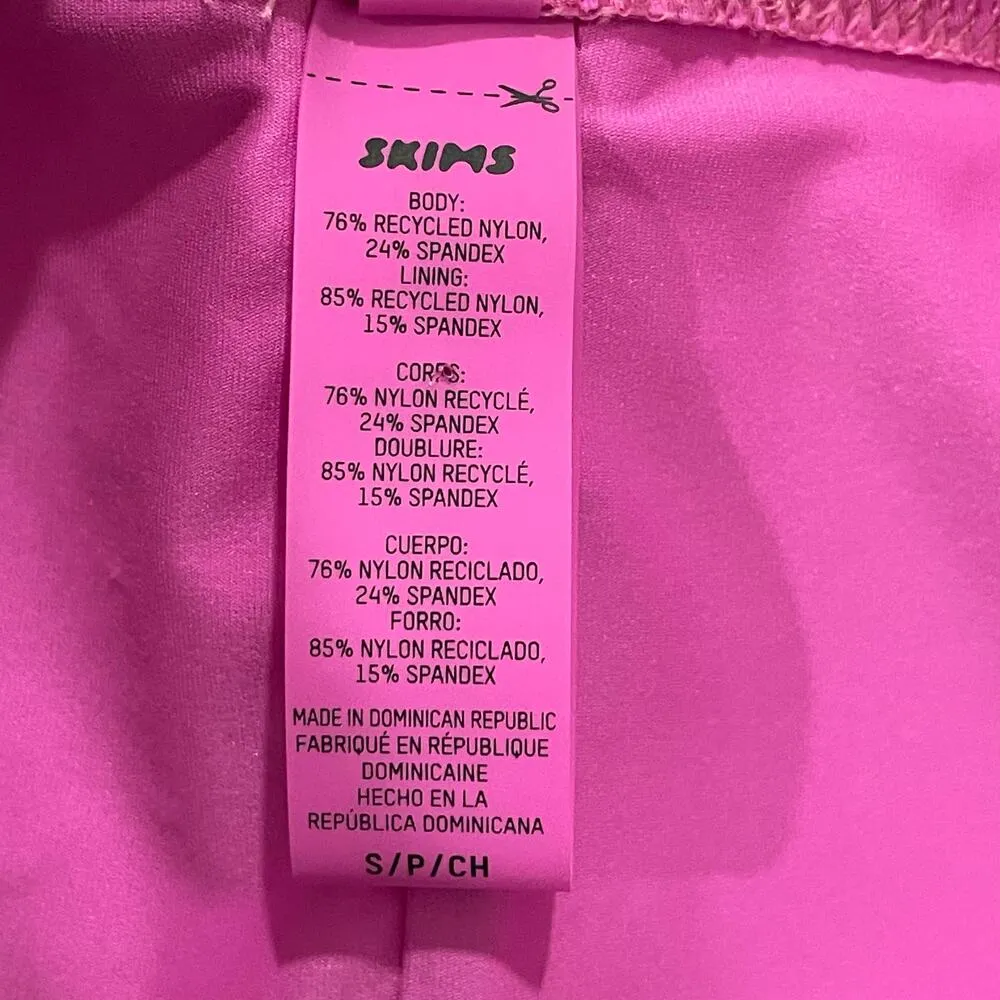 SKIMS
BODY:
76% RECYCLED NYLON,
24% SPANDEX
LINING:
85% RECYCLED NYLON,
15% SPANDEX
CORPS:
76% NYLON RECYCLÉ,
24% SPANDEX
DOUBLURE:
85% NYLON RECYCLÉ,
15% SPANDEX
CUERPO:
76% NYLON RECICLADO,
24% SPANDEX
FORRO:
85% NYLON RECICLADO,
15% SPANDEX
MADE IN DOMINICAN REPUBLIC
FABRIQUÉ EN RÉPUBLIQUE
DOMINICAINE
HECHO EN LA
REPÚBLICA DOMINICANA
S/P/CH